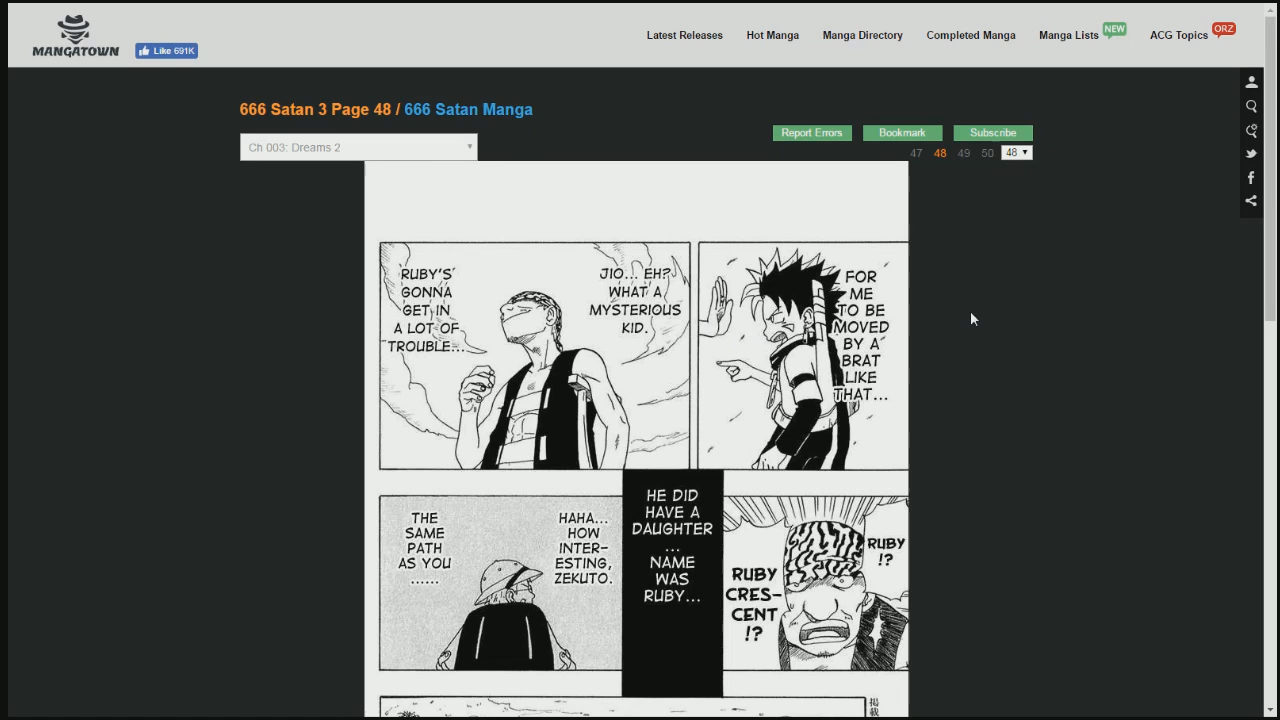 MANGATOWN
Like 691K
Latest Releases
Hot Manga
Manga Directory
Completed Manga
Manga Lists
NEW
ACG Topics
ORZ
666 Satan 3 Page 48 / 666 Satan Manga
Ch 003: Dreams 2
Report Errors
Bookmark
Subscribe
47 48 49 50 48
FOR
ME
TO BE
MOVED
BY A
BRAT
LIKE
THAT...
JIO... EH?
WHAT A
MYSTERIOUS
KID.
RUBY'S
GONNA
GET IN
A LOT OF
TROUBLE...
RUBY
!?
RUBY
CRES-
CENT
!?
HE DID
HAVE A
DAUGHTER
...
NAME
WAS
RUBY...
HAHA...
HOW
INTER-
ESTING,
ZEKUTO.
THE
SAME
PATH
AS YOU
......
掲載